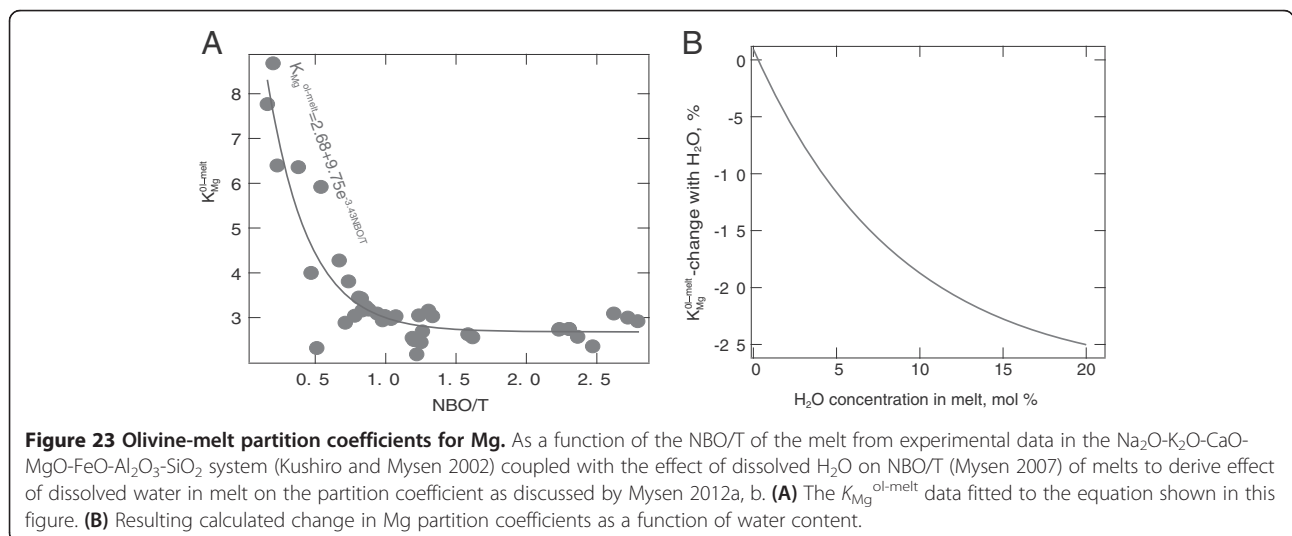 A
8
7
6
5
4
3
K_Mg^Ol-melt
K_Mg^ol-melt=2.68+9.75e^-3.43NBO/T
0. 5 1. 0 1. 5 2. 0 2. 5
NBO/T
B
0
-5
-1 0
-1 5
-2 0
-2 5
K_Mg^Ol-melt-change with H₂O, %
0 5 10 15 20
H₂O concentration in melt, mol %
Figure 23 Olivine-melt partition coefficients for Mg. As a function of the NBO/T of the melt from experimental data in the Na₂O-K₂O-CaO-
MgO-FeO-Al₂O₃-SiO₂ system (Kushiro and Mysen 2002) coupled with the effect of dissolved H₂O on NBO/T (Mysen 2007) of melts to derive effect
of dissolved water in melt on the partition coefficient as discussed by Mysen 2012a, b. (A) The K_Mg^ol-melt data fitted to the equation shown in this
figure. (B) Resulting calculated change in Mg partition coefficients as a function of water content.